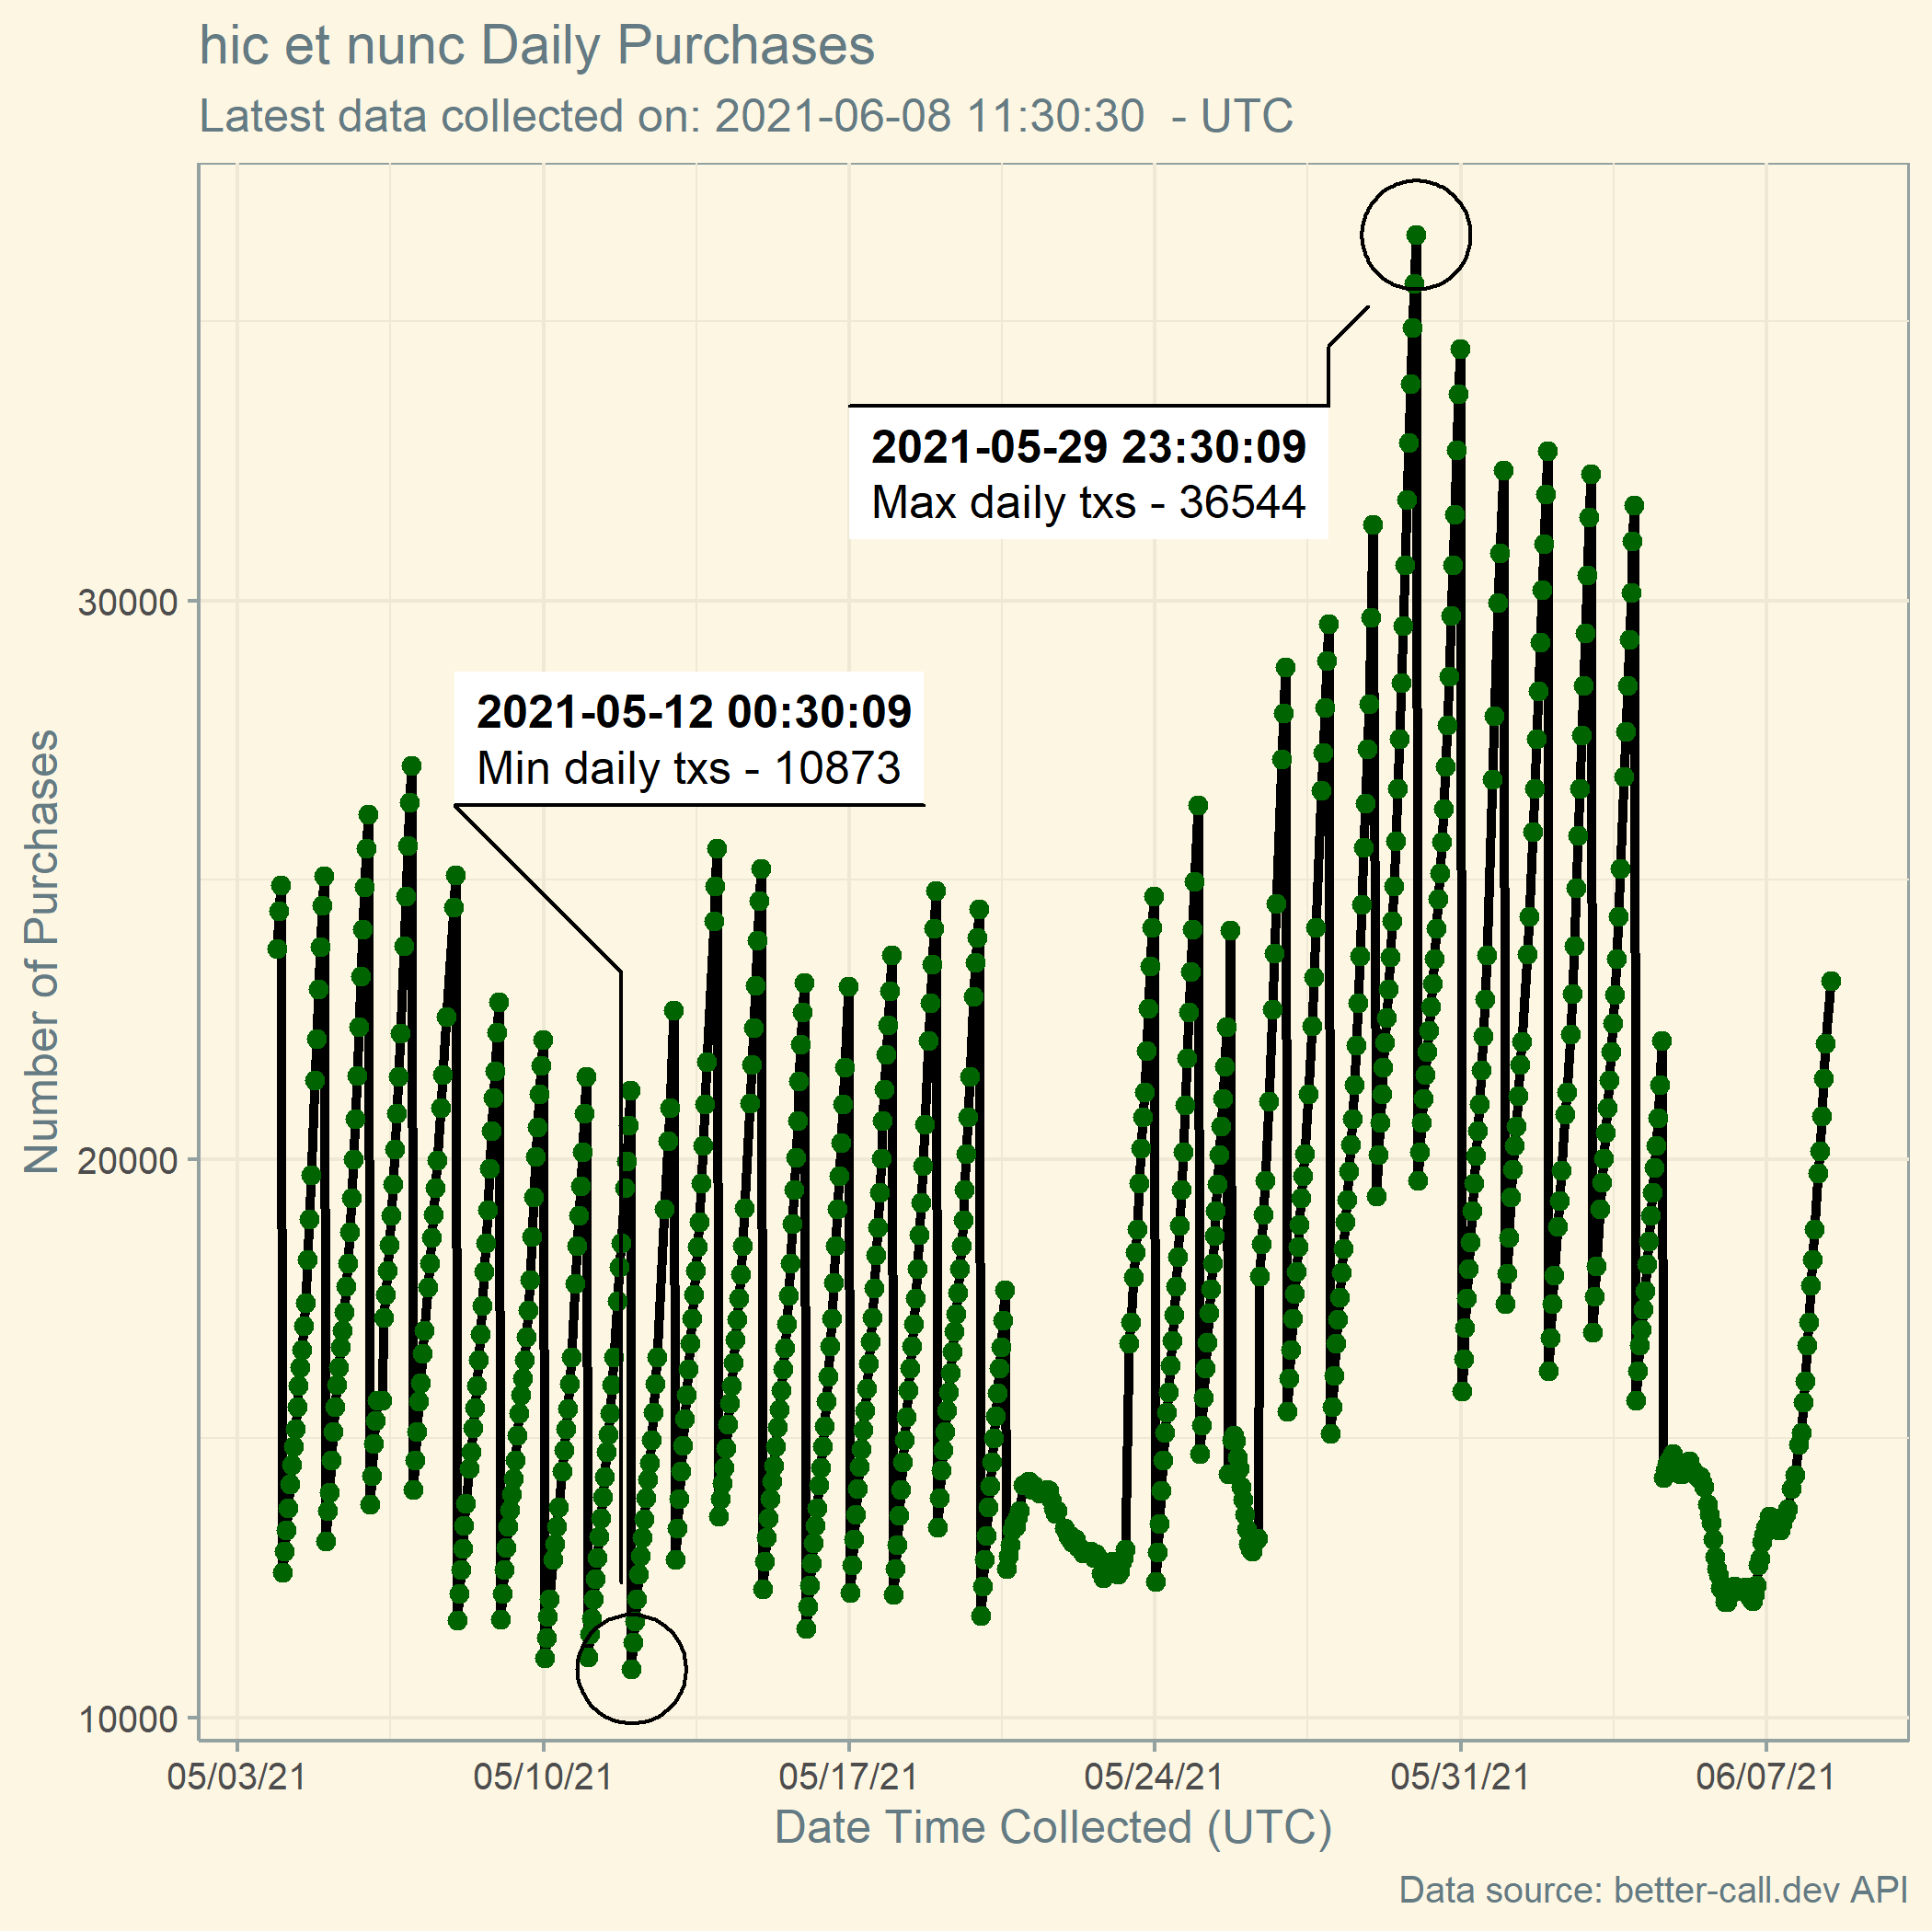 hic et nunc Daily Purchases
Latest data collected on: 2021-06-08 11:30:30  - UTC
2021-05-29 23:30:09
Max daily txs - 36544
2021-05-12 00:30:09
Min daily txs - 10873
Number of Purchases
30000
20000
10000
05/03/21
05/10/21
05/17/21
05/24/21
05/31/21
06/07/21
Date Time Collected (UTC)
Data source: better-call.dev API